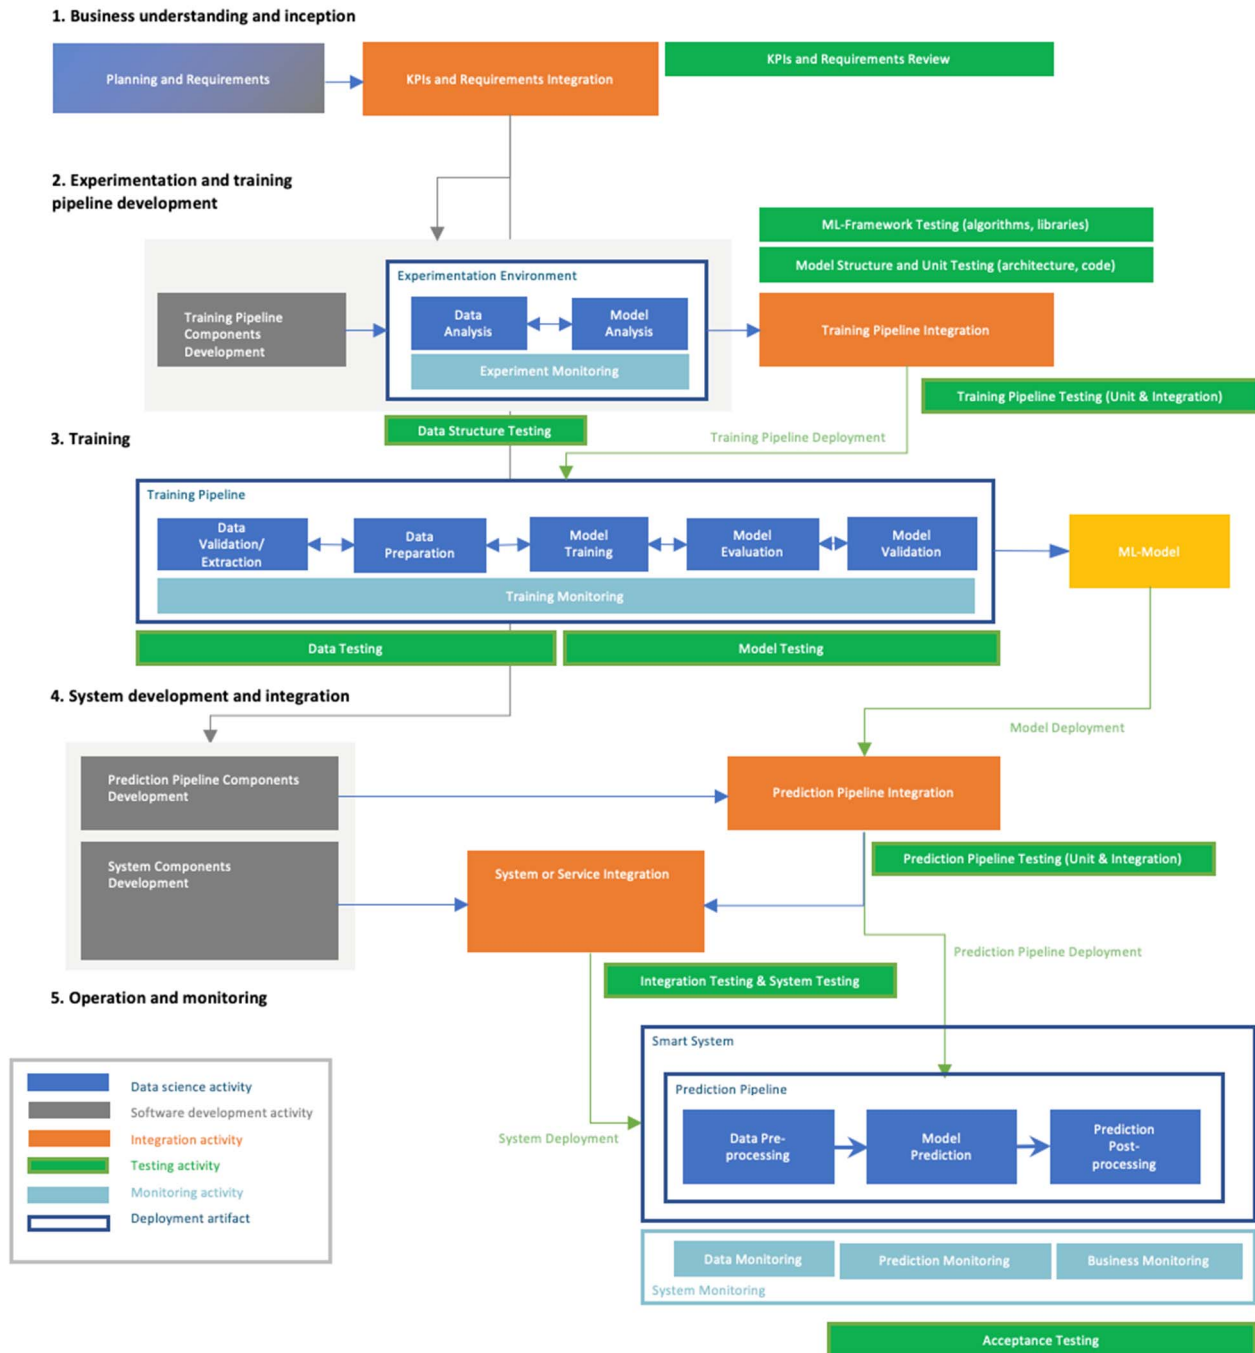 1. Business understanding and inception
Planning and Requirements
KPIs and Requirements Integration
KPIs and Requirements Review
2. Experimentation and training
pipeline development
ML-Framework Testing (algorithms, libraries)
Model Structure and Unit Testing (architecture, code)
Experimentation Environment
Training Pipeline
Components
Development
Data
Analysis
Model
Analysis
Experiment Monitoring
Training Pipeline Integration
Training Pipeline Testing (Unit & Integration)
Data Structure Testing
Training Pipeline Deployment
3. Training
Training Pipeline
Data
Validation/
Extraction
Data
Preparation
Model
Training
Model
Evaluation
Model
Validation
Training Monitoring
ML-Model
Data Testing
Model Testing
4. System development and integration
Model Deployment
Prediction Pipeline Components
Development
Prediction Pipeline Integration
System Components
Development
System or Service Integration
Prediction Pipeline Testing (Unit & Integration)
Prediction Pipeline Deployment
Integration Testing & System Testing
5. Operation and monitoring
Smart System
Prediction Pipeline
Data Pre-
processing
Model
Prediction
Prediction
Post-
processing
System Deployment
Data science activity
Software development activity
Integration activity
Testing activity
Monitoring activity
Deployment artifact
Data Monitoring
Prediction Monitoring
Business Monitoring
System Monitoring
Acceptance Testing